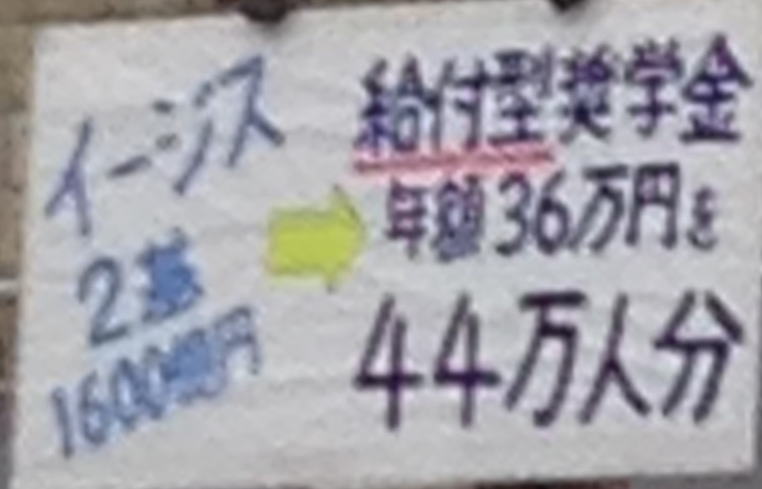 イージス
2基
1600億円
給付型奨学金
年額36万円を
44万人分